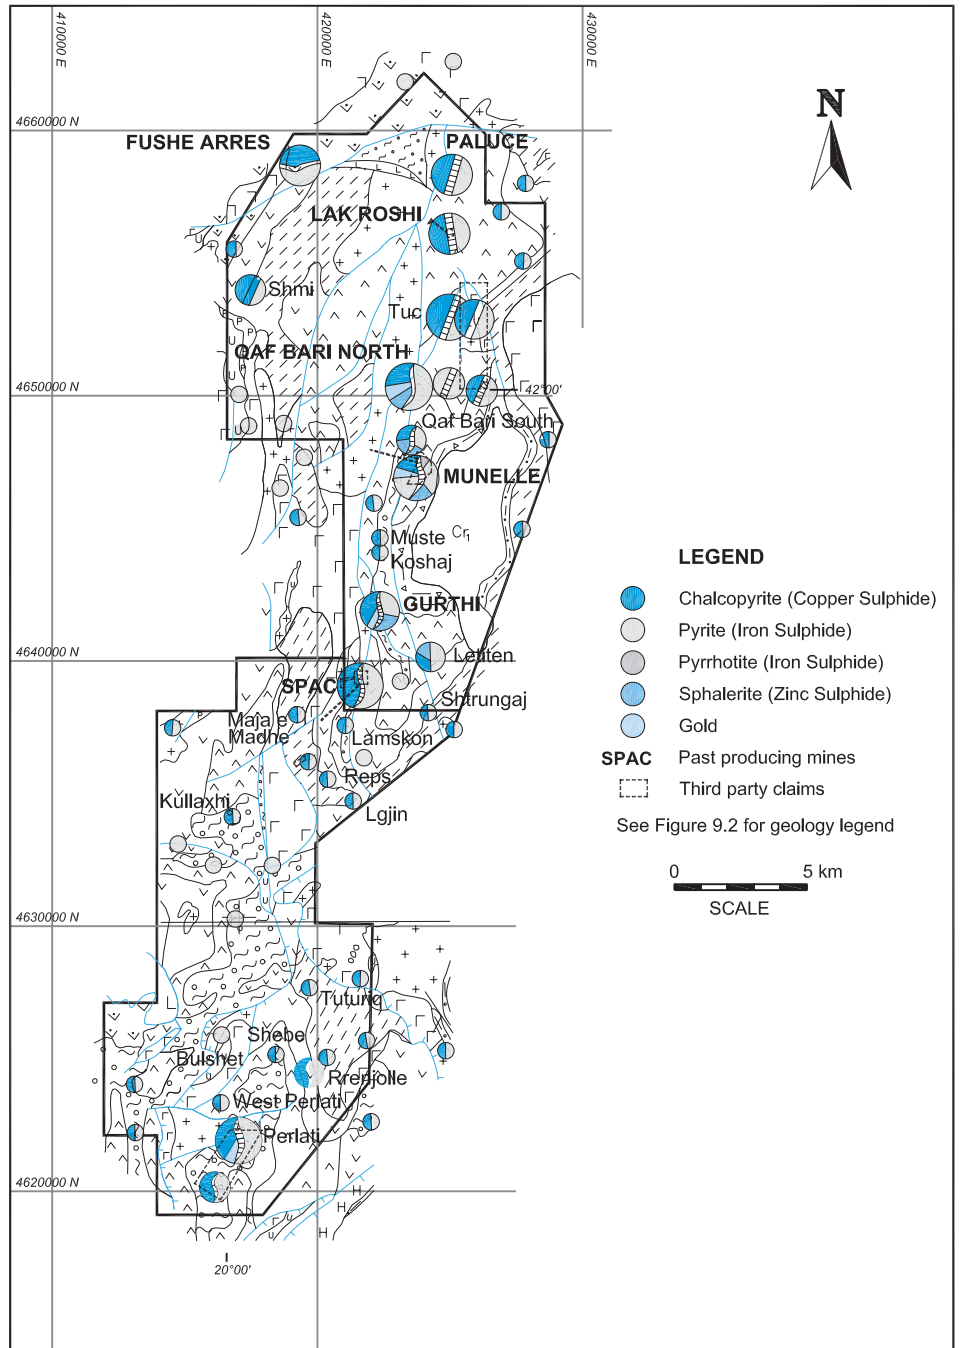 410000 E
420000 E
430000 E
N
4660000 N
FUSHE ARRES
PALUCE
LAK ROSHI
Shmi
Tuc
QAF BARI NORTH
4650000 N
42°00'
Qaf Bari South
MUNELLE
Muste
Cr1
Koshaj
GURTHI
4640000 N
Letiten
SPAC
Shtrungaj
Maja e
Madhe
Lamskon
Reps
Kullaxhi
Lgjin
4630000 N
Tuturiq
Shebe
Bulshet
Rrenjolle
West Perlati
Perlati
4620000 N
20°00'
LEGEND
Chalcopyrite (Copper Sulphide)
Pyrite (Iron Sulphide)
Pyrrhotite (Iron Sulphide)
Sphalerite (Zinc Sulphide)
Gold
SPAC Past producing mines
Third party claims
See Figure 9.2 for geology legend
0 5 km
SCALE